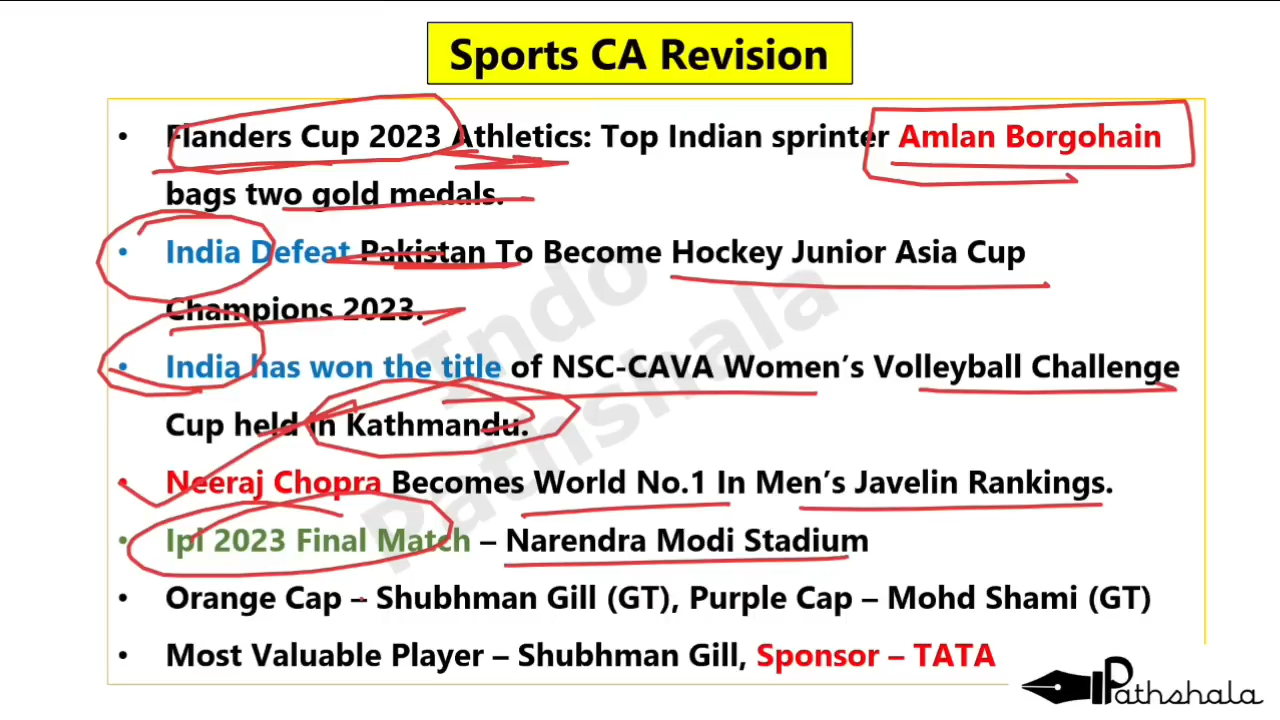 Sports CA Revision
• Flanders Cup 2023 Athletics: Top Indian sprinter Amlan Borgohain
bags two gold medals.
• India Defeat Pakistan To Become Hockey Junior Asia Cup
Champions 2023.
• India has won the title of NSC-CAVA Women's Volleyball Challenge
Cup held in Kathmandu.
• Neeraj Chopra Becomes World No.1 In Men's Javelin Rankings.
• Ipl 2023 Final Match – Narendra Modi Stadium
• Orange Cap – Shubhman Gill (GT), Purple Cap – Mohd Shami (GT)
• Most Valuable Player – Shubhman Gill, Sponsor – TATA
Indo
Pathshala
Pathshala